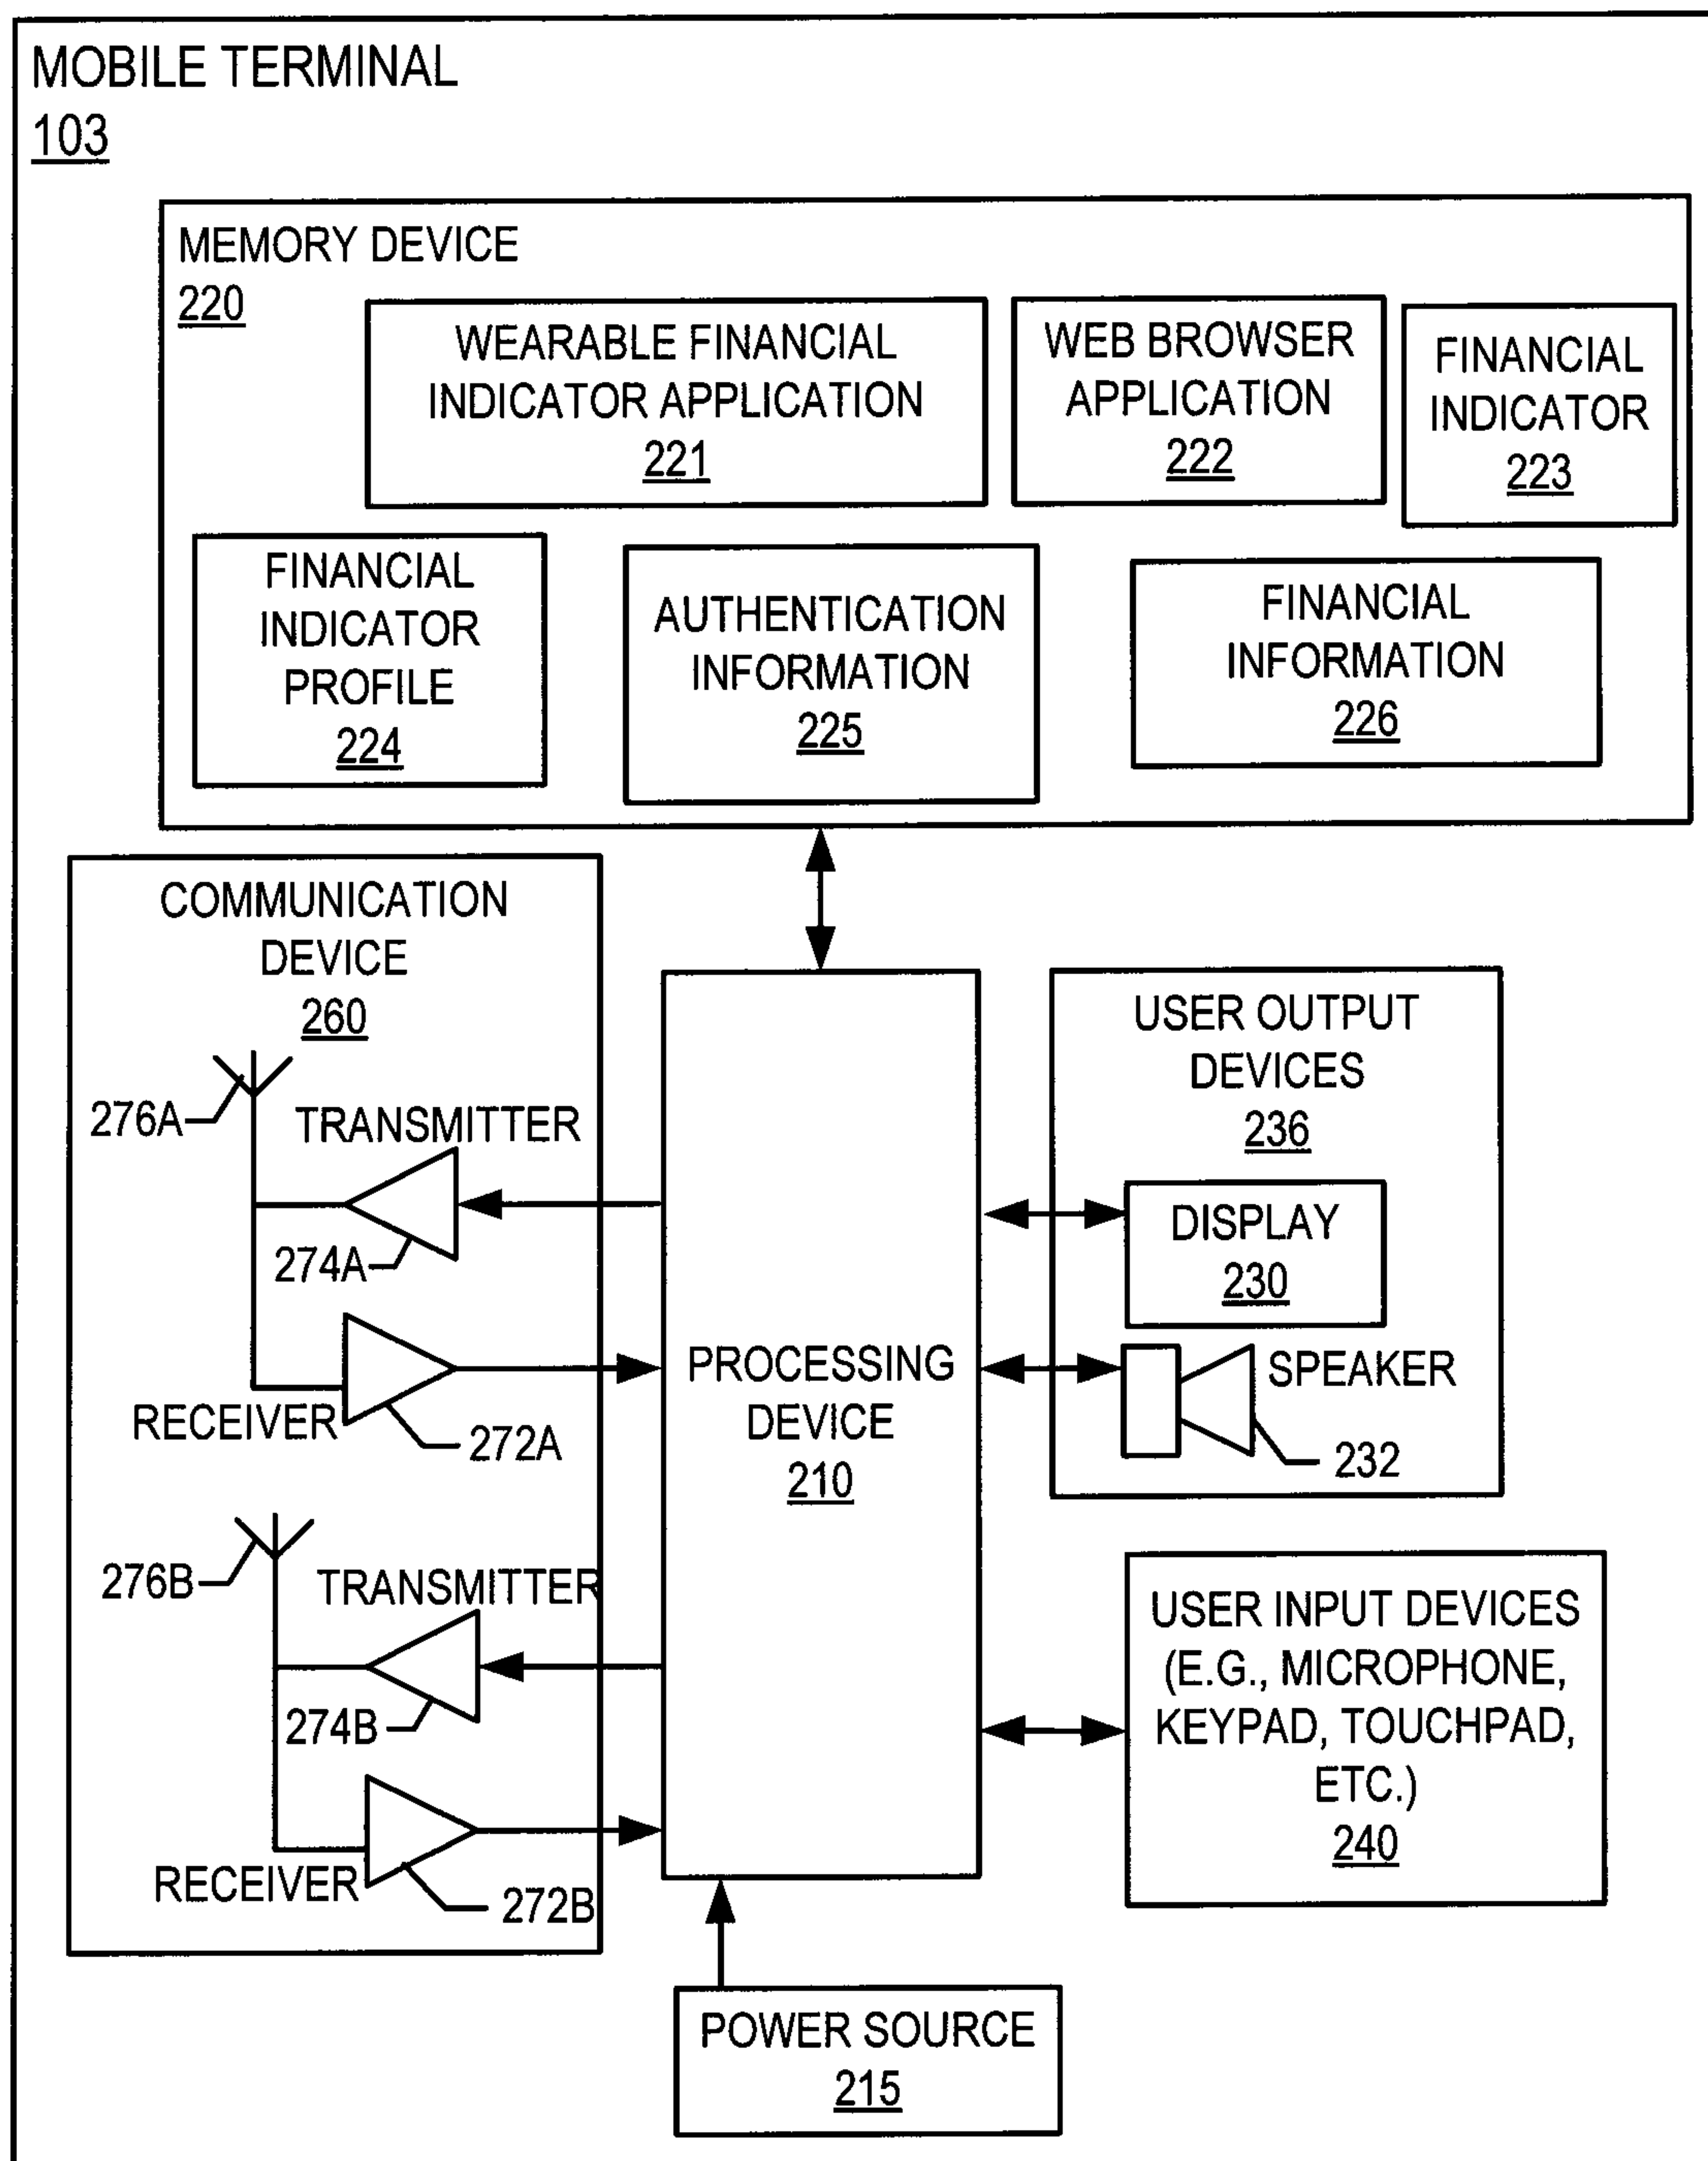 MOBILE TERMINAL
103
MEMORY DEVICE
220
WEARABLE FINANCIAL
INDICATOR APPLICATION
221
WEB BROWSER
APPLICATION
222
FINANCIAL
INDICATOR
223
FINANCIAL
INDICATOR
PROFILE
224
AUTHENTICATION
INFORMATION
225
FINANCIAL
INFORMATION
226
COMMUNICATION
DEVICE
260
276A
TRANSMITTER
274A
RECEIVER
272A
276B
TRANSMITTER
274B
RECEIVER
272B
PROCESSING
DEVICE
210
USER OUTPUT
DEVICES
236
DISPLAY
230
SPEAKER
232
USER INPUT DEVICES
(E.G., MICROPHONE,
KEYPAD, TOUCHPAD,
ETC.)
240
POWER SOURCE
215